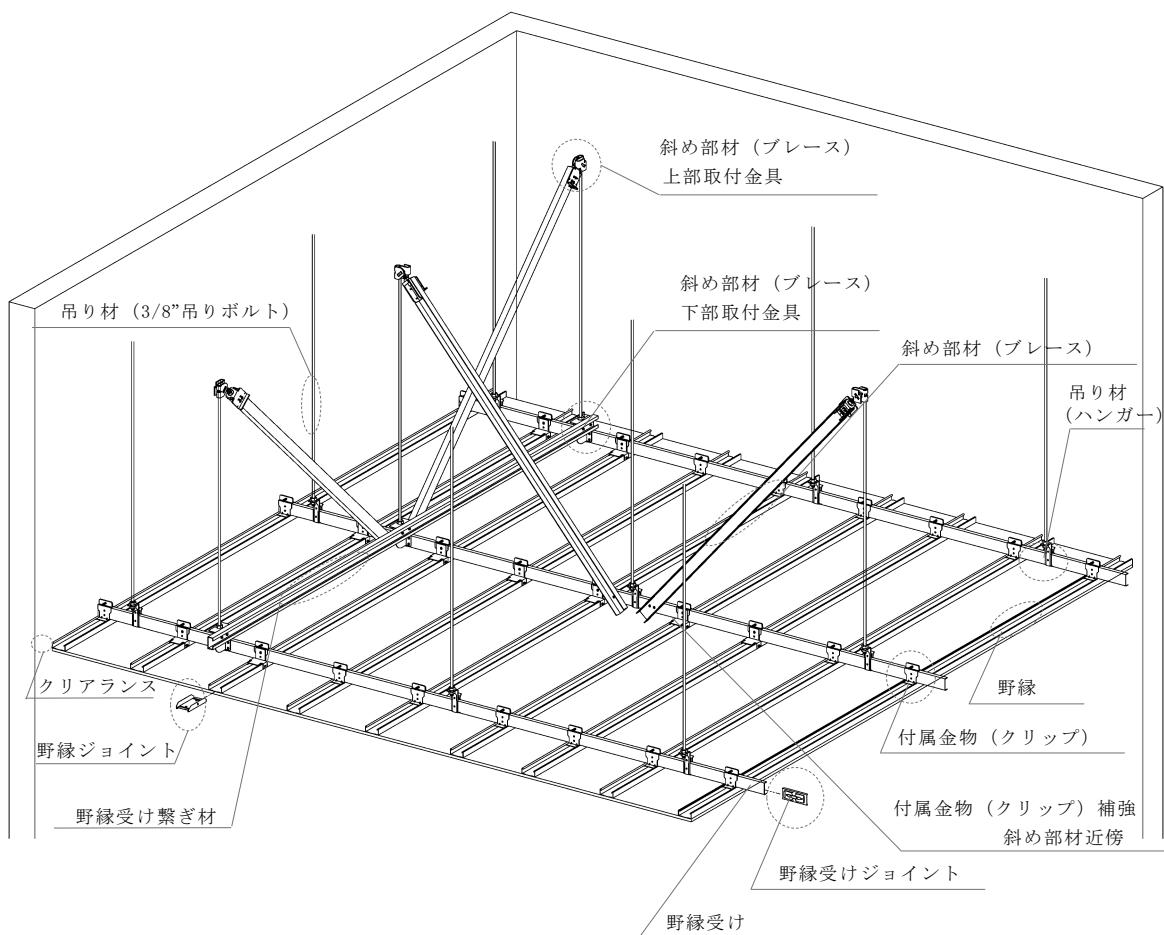 斜め部材（ブレース）
上部取付金具
斜め部材（ブレース）
下部取付金具
吊り材（3/8”吊りボルト）
斜め部材（ブレース）
吊り材
（ハンガー）
クリアランス
野縁
野縁ジョイント
付属金物（クリップ）
野縁受け繋ぎ材
付属金物（クリップ）補強
斜め部材近傍
野縁受けジョイント
野縁受け